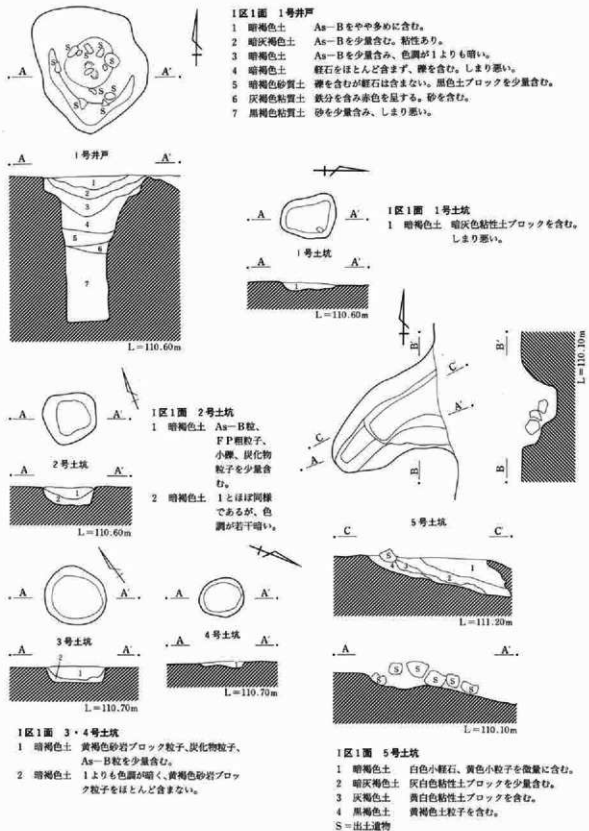 I区1面 1号井戸
1 暗褐色土 As−Bをやや多めに含む。
2 暗灰褐色土 As−Bを少量含む。粘性あり。
3 暗褐色土 As−Bを少量含み、色調が1よりも暗い。
4 暗褐色土 軽石をほとんど含まず、礫を含む。しまり悪い。
5 暗褐色砂質土 礫を含むが軽石は含まない。黒色土ブロックを少量含む。
6 灰褐色粘質土 鉄分を含み赤色を呈する。砂を含む。
7 黒褐色粘質土 砂を少量含み、しまり悪い。
A A′
S S S S S S
1号井戸
A A′
1
2
3
4
5
6
7
L=110.60m
A A′
1号土坑
A A′
1
L=110.60m
I区1面 1号土坑
1 暗褐色土 暗灰色粘性土ブロックを含む。
しまり悪い。
A A′
2号土坑
A A′
1
2
L=110.60m
I区1面 2号土坑
1 暗褐色土 As−B粒、
FP粗粒子、
小礫、炭化物
粒子を少量含
む。
2 暗褐色土 1とほぼ同様
であるが、色
調が若干暗い。
B′ B′
C′
A′
C
A
B B
L=110.10m
5号土坑
C C′
S 4 3 1
2
L=111.20m
A A′
S S S S S S
L=110.10m
A A′
3号土坑
A A′
2
1
L=110.70m
A A′
4号土坑
A A′
1
L=110.70m
I区1面 3・4号土坑
1 暗褐色土 黄褐色砂岩ブロック粒子、炭化物粒子、
As−B粒を少量含む。
2 暗褐色土 1よりも色調が暗く、黄褐色砂岩ブロッ
ク粒子をほとんど含まない。
I区1面 5号土坑
1 暗褐色土 白色小軽石、黄色小粒子を微量に含む。
2 暗灰褐色土 灰白色粘性土ブロックを少量含む。
3 灰褐色土 黄白色粘性土ブロックを含む。
4 黒褐色土 黄褐色土粒子を含む。
S=出土遺物